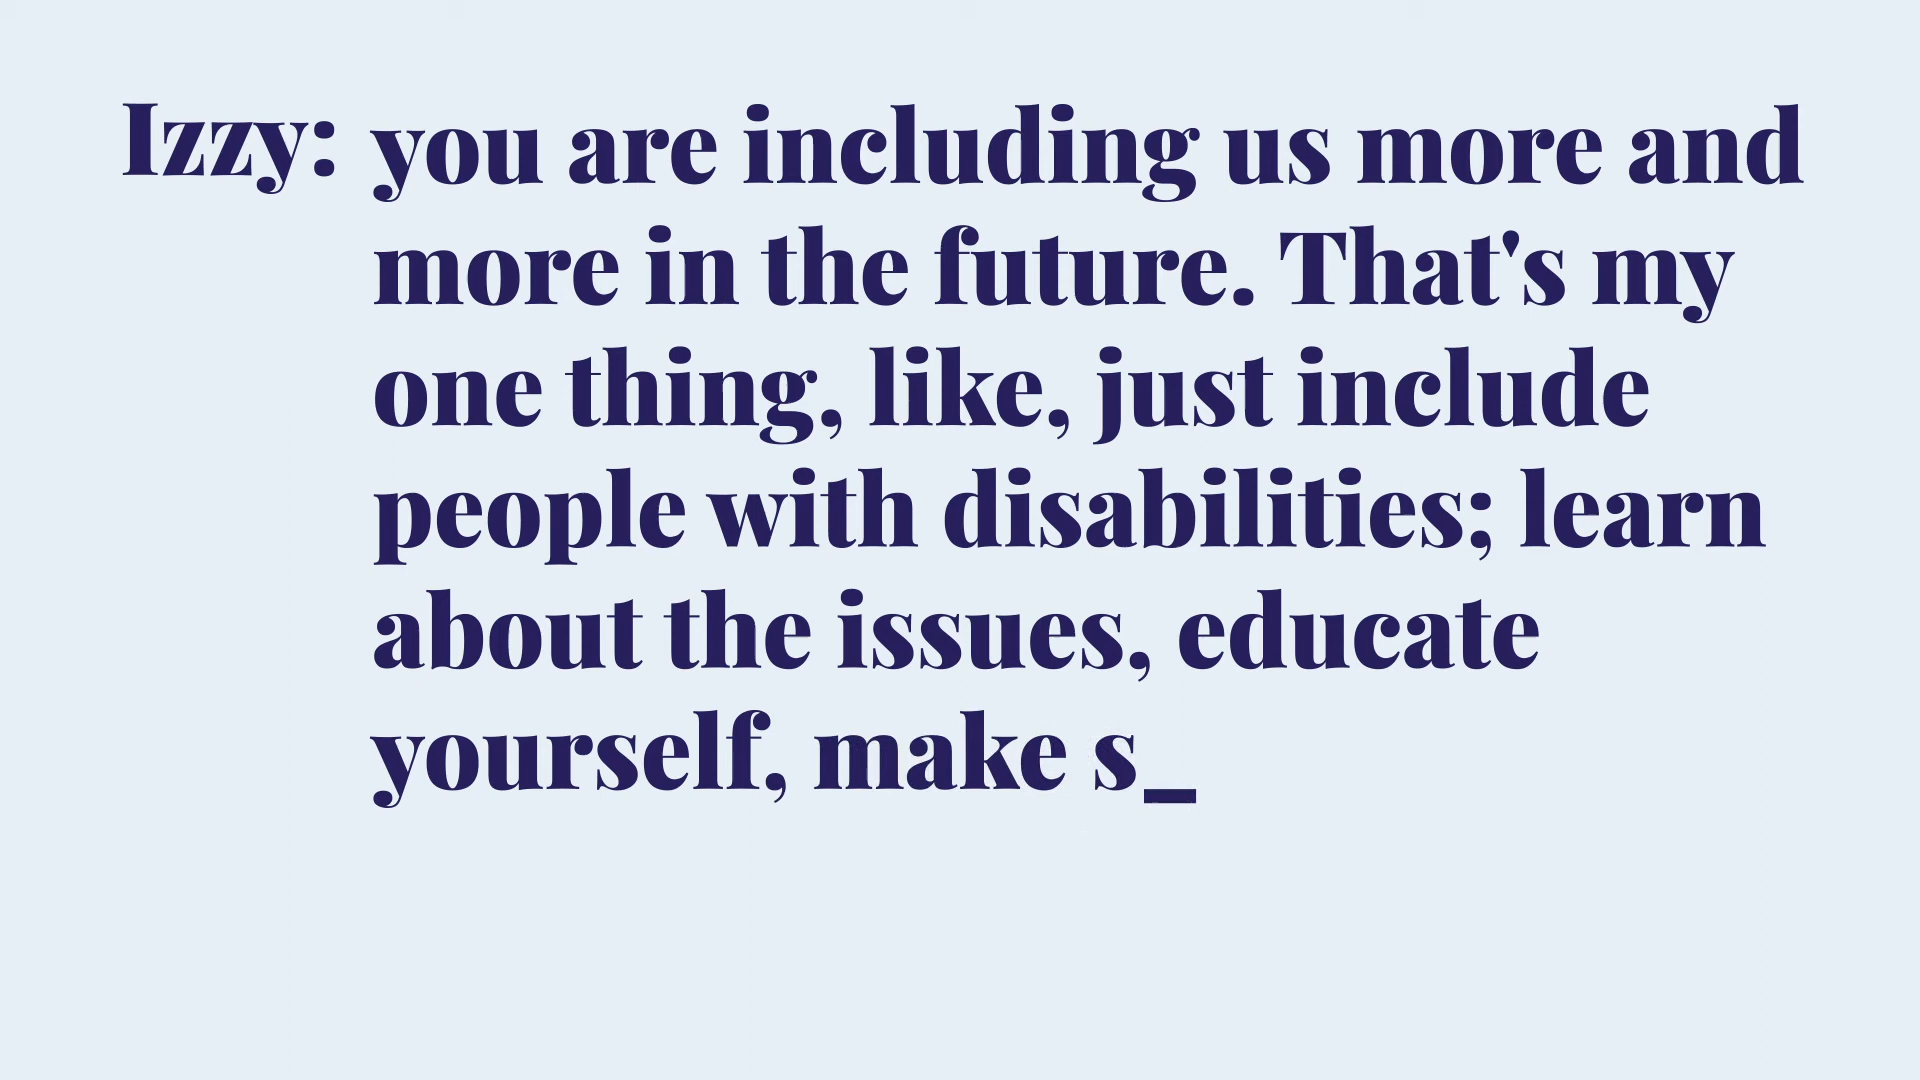 Izzy: you are including us more and
more in the future. That's my
one thing, like, just include
people with disabilities; learn
about the issues, educate
yourself, make s_